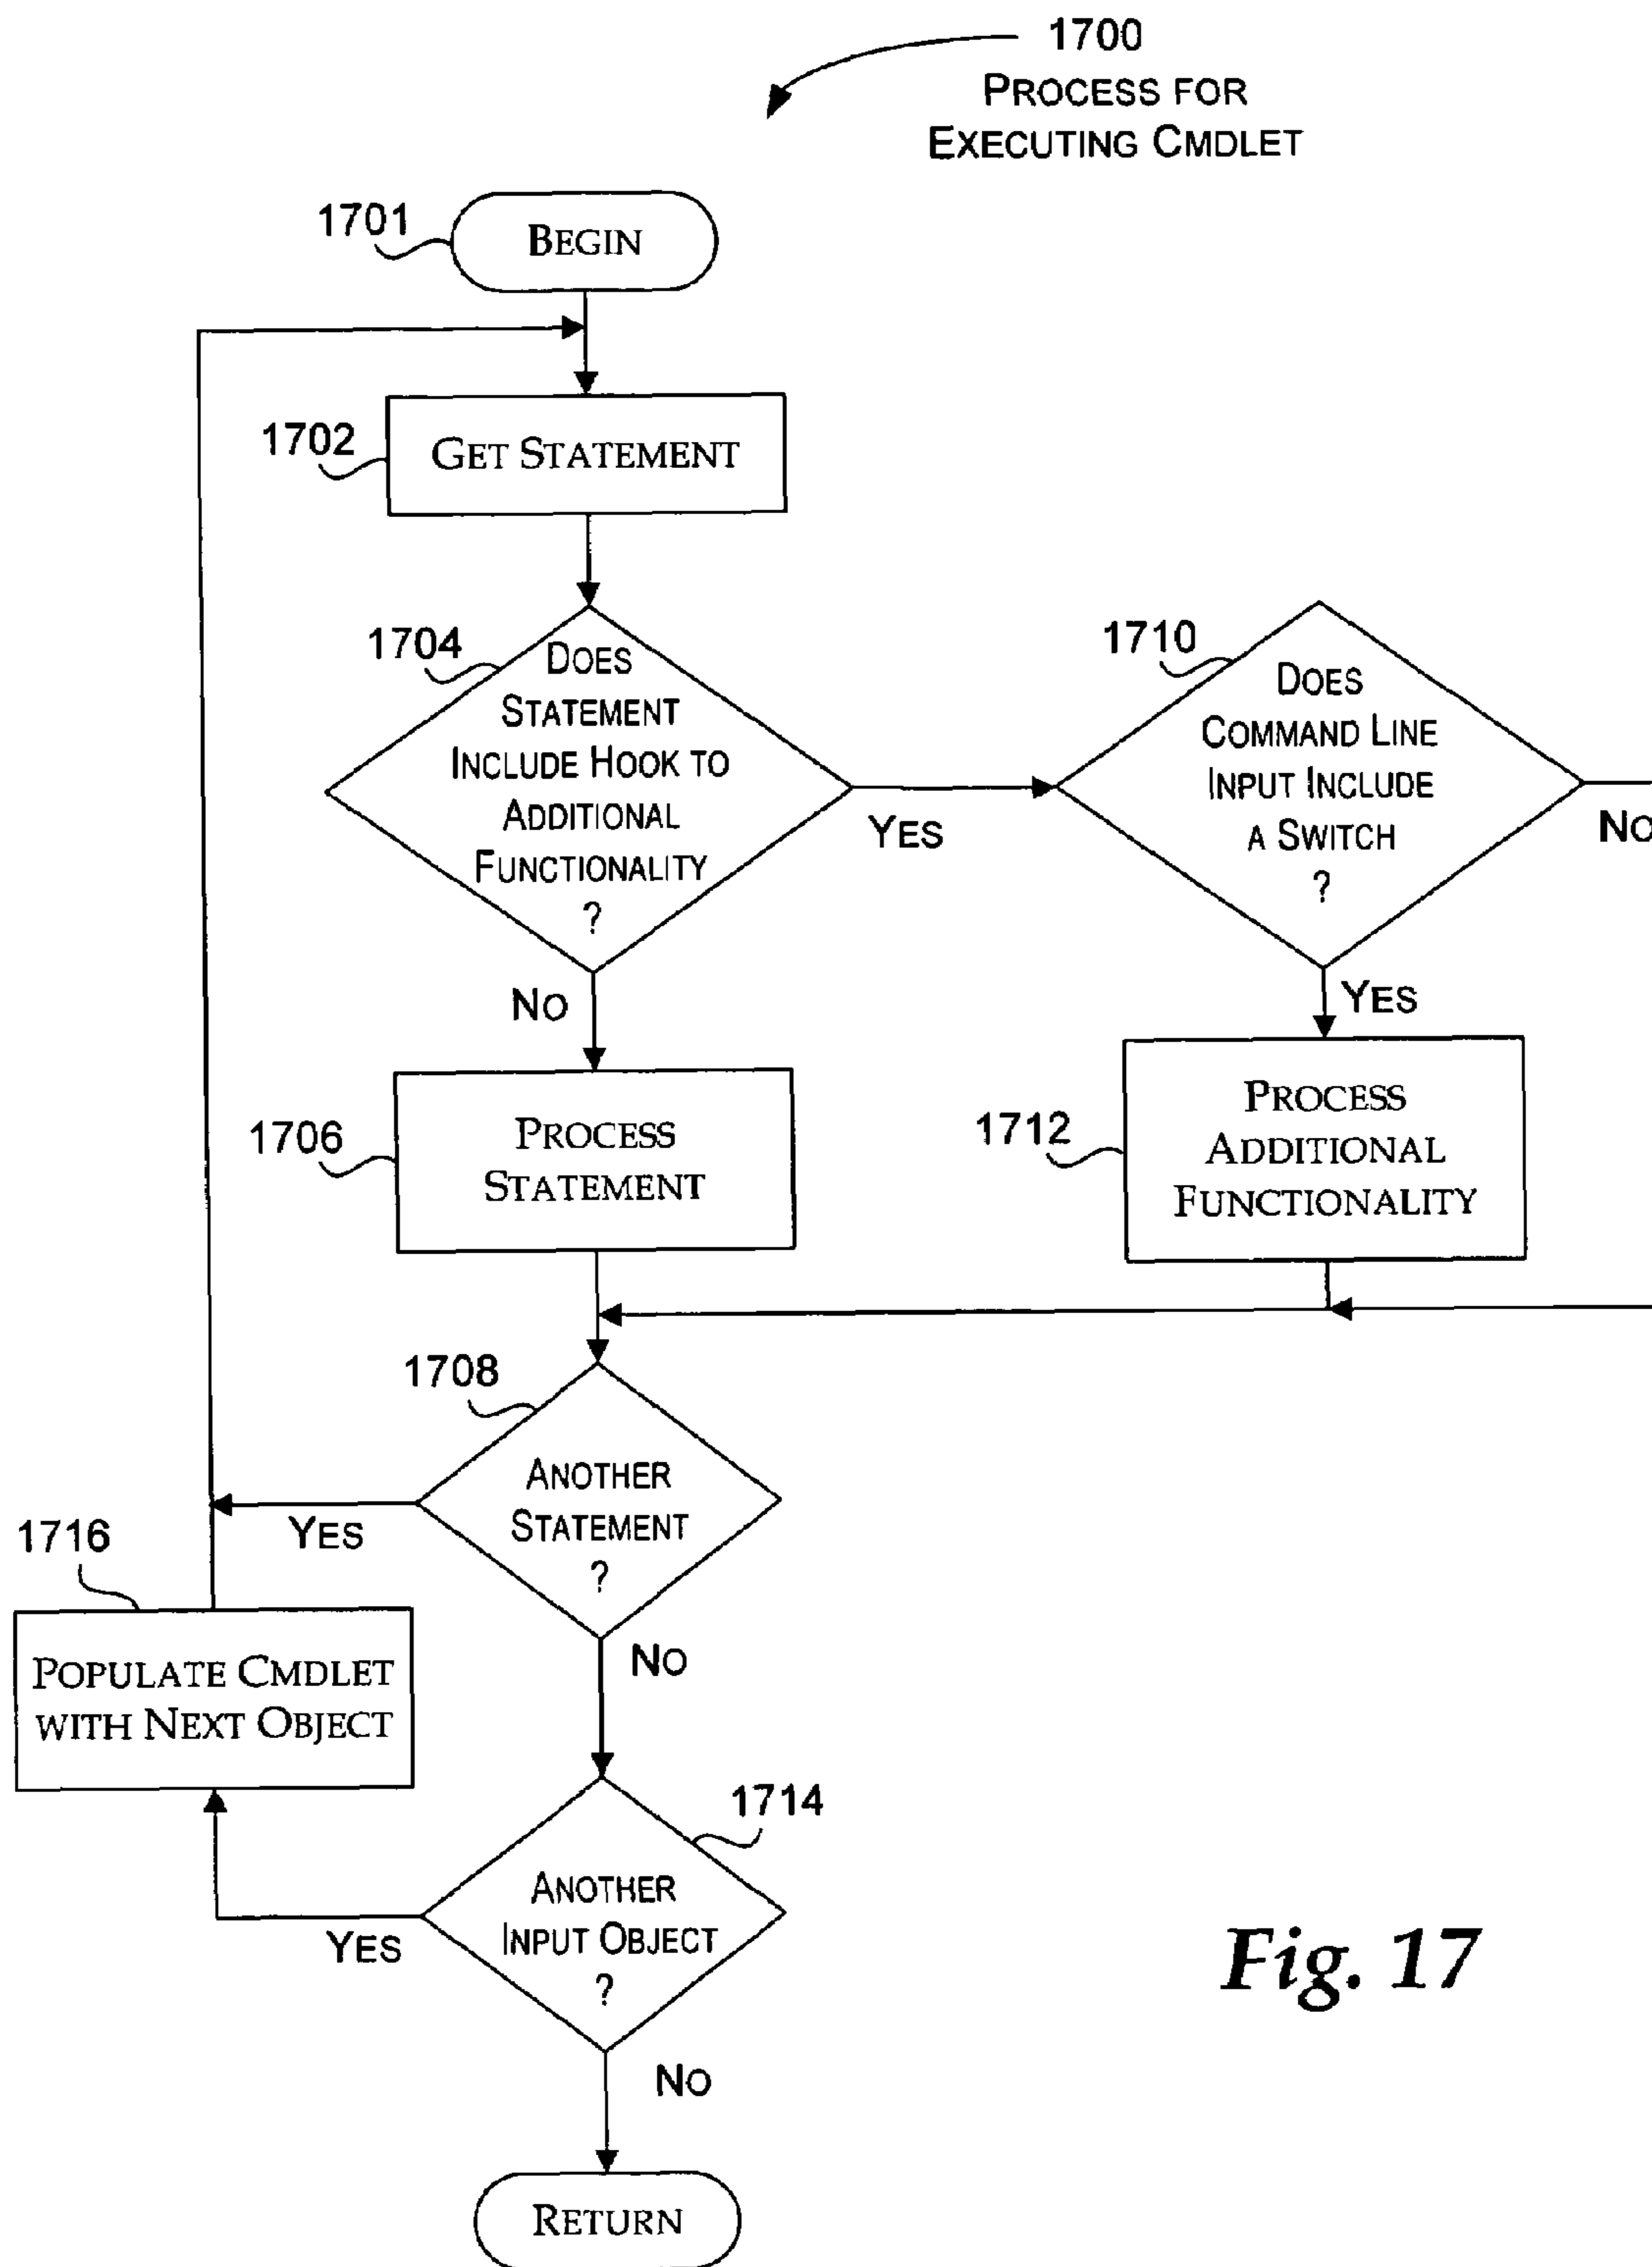 1700
PROCESS FOR
EXECUTING CMDLET
1701
BEGIN
1702
GET STATEMENT
1704
DOES
STATEMENT
INCLUDE HOOK TO
ADDITIONAL
FUNCTIONALITY
?
YES
NO
1710
DOES
COMMAND LINE
INPUT INCLUDE
A SWITCH
?
NO
YES
1706
PROCESS
STATEMENT
1712
PROCESS
ADDITIONAL
FUNCTIONALITY
1708
ANOTHER
STATEMENT
?
YES
NO
1716
POPULATE CMDLET
WITH NEXT OBJECT
1714
ANOTHER
INPUT OBJECT
?
YES
NO
RETURN
Fig. 17